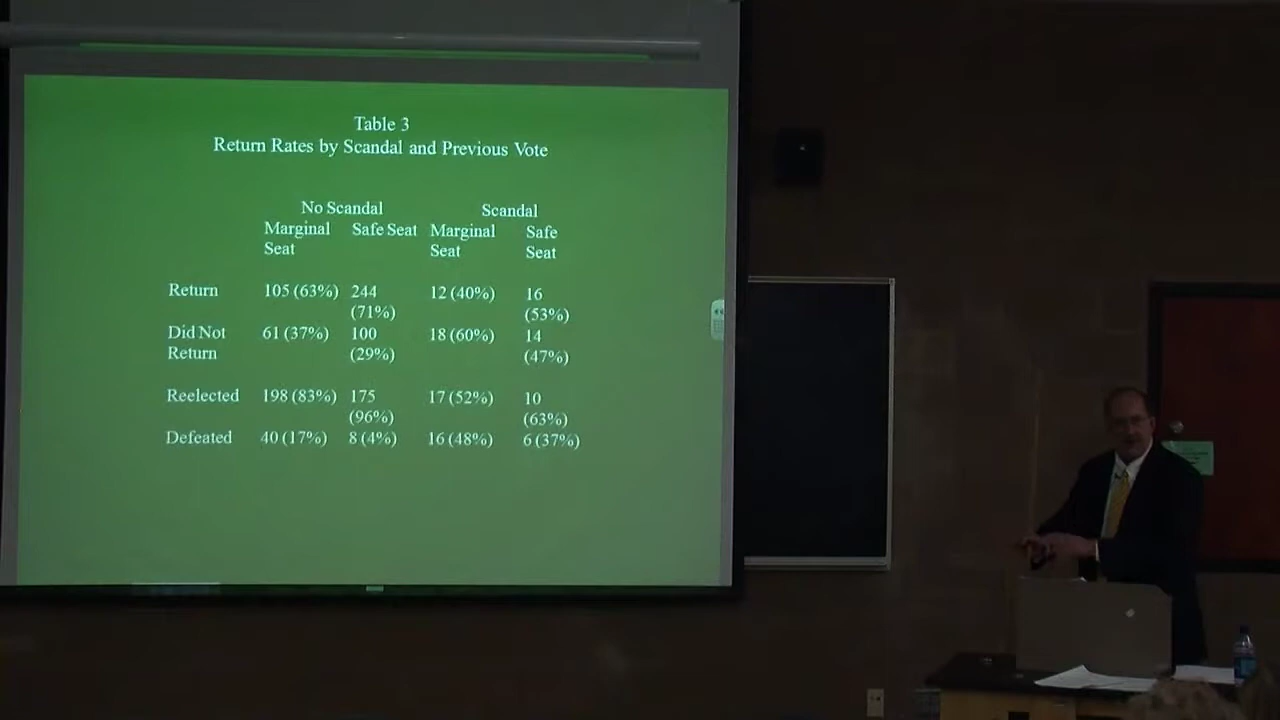 Table 3
Return Rates by Scandal and Previous Vote
No Scandal Scandal
Marginal Safe Seat Marginal Safe
Seat Seat Seat
Return 105 (63%) 244 12 (40%) 16
(71%) (53%)
Did Not 61 (37%) 100 18 (60%) 14
Return (29%) (47%)
Reelected 198 (83%) 175 17 (52%) 10
(96%) (63%)
Defeated 40 (17%) 8 (4%) 16 (48%) 6 (37%)